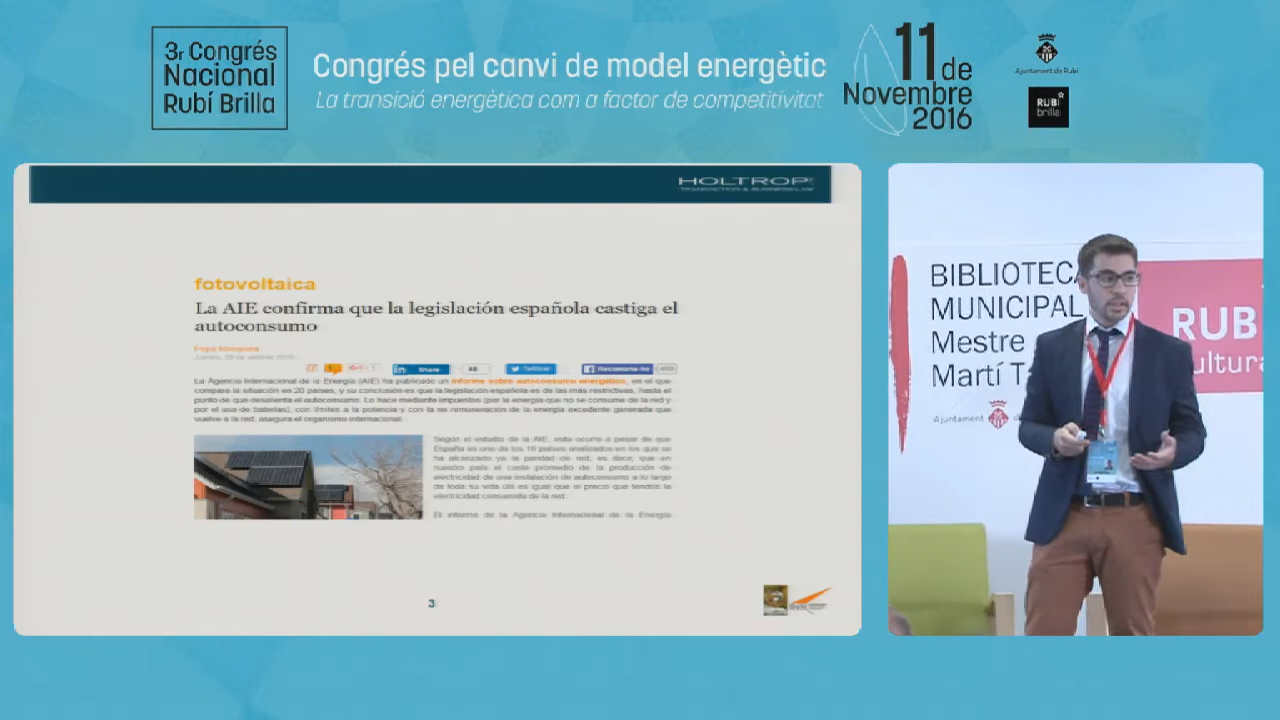 3r Congrés
Nacional
Rubí Brilla
Congrés pel canvi de model energètic
La transició energètica com a factor de competitivitat
11 de
Novembre
2016
Ajuntament de Rubí
RUBÍ
brilla
HOLTROP
TRANSACTION & BUSINESS LAW
fotovoltaica
La AIE confirma que la legislación española castiga el
autoconsumo
Pepa Mosquera
Share
Twittear
Recomendar
La Agencia Internacional de la Energía (AIE) ha publicado un informe sobre autoconsumo energético, en el que
compara la situación en 20 países, y su conclusión es que la legislación española es de las más restrictivas, hasta el
punto de que desalienta el autoconsumo. Lo hace mediante impuestos (por la energía que no se consume de la red y
por el uso de baterías), con límites a la potencia y con la no remuneración de la energía excedente generada que
vuelve a la red, asegura el organismo internacional.
Según el estudio de la AIE, esto ocurre a pesar de que
España es uno de los 15 países analizados en los que se
ha alcanzado ya la paridad de red; es decir, que en
nuestro país el coste promedio de la producción de
electricidad de una instalación de autoconsumo a lo largo
de toda su vida útil es igual que el precio que tendría la
electricidad consumida de la red.
El informe de la Agencia Internacional de la Energía
3
BIBLIOTECA
MUNICIPAL
Mestre
Martí T
Ajuntament de
RUB
ultura